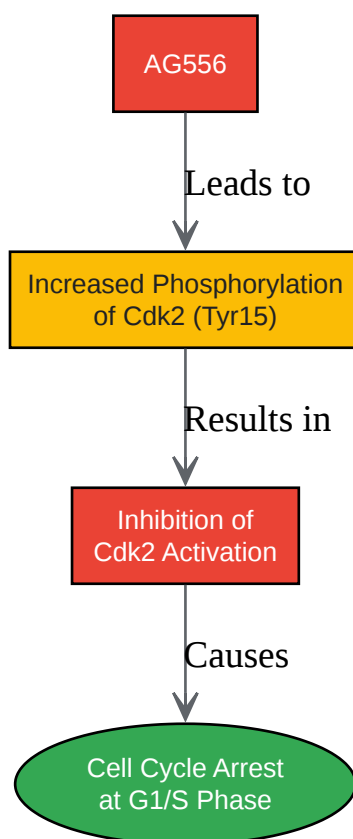 AG556
Leads to
Increased Phosphorylation
of Cdk2 (Tyr15)
Results in
Inhibition of
Cdk2 Activation
Causes
Cell Cycle Arrest
at G1/S Phase